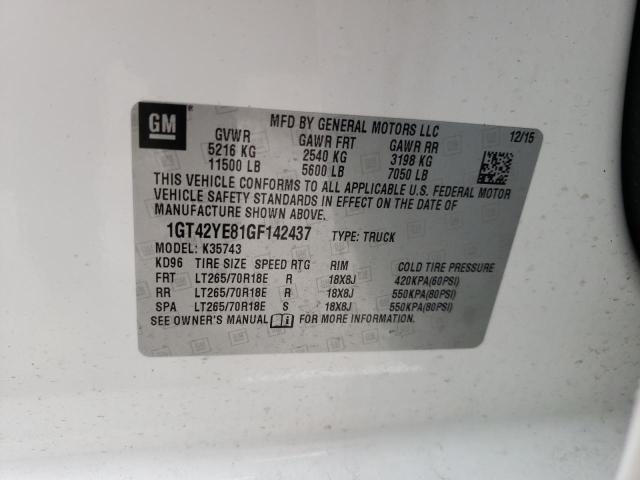 GM
MFD BY GENERAL MOTORS LLC 12/15
GVWR GAWR FRT GAWR RR
5216 KG 2540 KG 3198 KG
11500 LB 5600 LB 7050 LB
THIS VEHICLE CONFORMS TO ALL APPLICABLE U.S. FEDERAL MOTOR
VEHICLE SAFETY STANDARDS IN EFFECT ON THE DATE OF
MANUFACTURE SHOWN ABOVE.
1GT42YE81GF142437 TYPE: TRUCK
MODEL: K35743
KD96 TIRE SIZE SPEED RTG RIM COLD TIRE PRESSURE
FRT LT265/70R18E R 18X8J 420KPA(60PSI)
RR LT265/70R18E R 18X8J 550KPA(80PSI)
SPA LT265/70R18E S 18X8J 550KPA(80PSI)
SEE OWNER'S MANUAL FOR MORE INFORMATION.